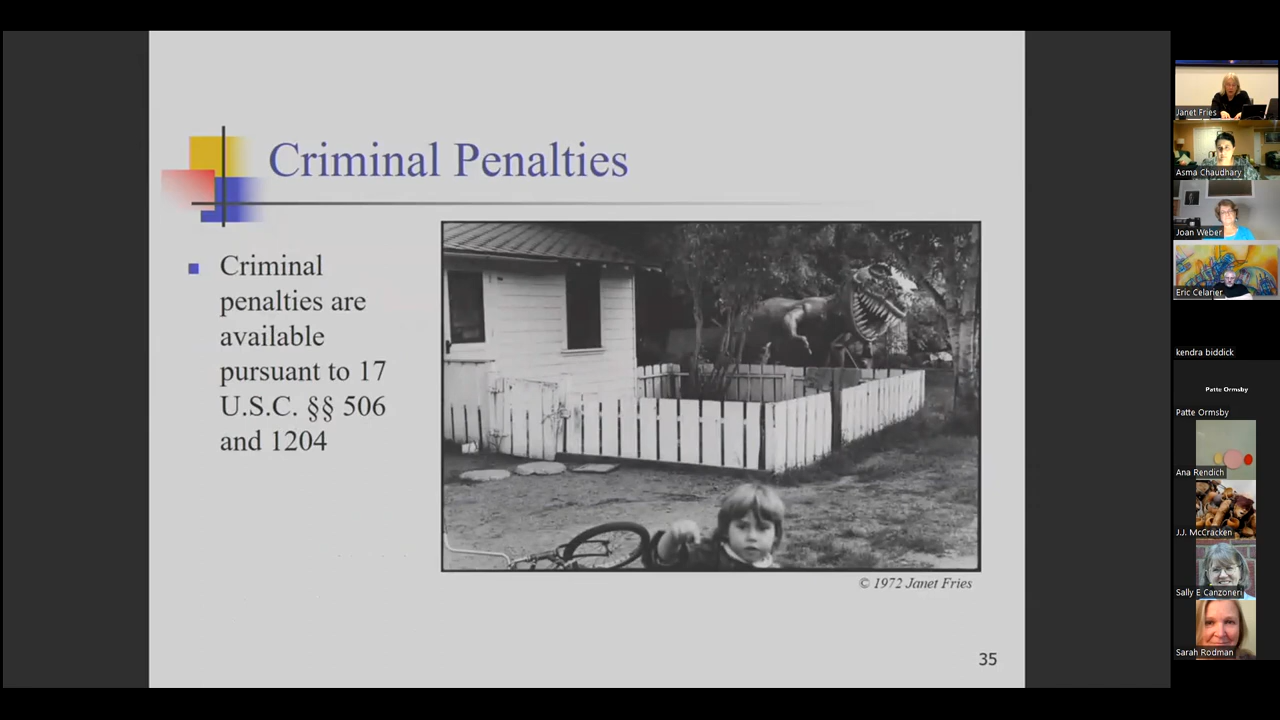 Criminal Penalties
Criminal
penalties are
available
pursuant to 17
U.S.C. §§ 506
and 1204
© 1972 Janet Fries
35
Janet Fries
Asma Chaudhary
Joan Weber
Eric Celarier
kendra biddick
Patte Ormsby
Patte Ormsby
Ana Rendich
J.J. McCracken
Sally E Canzoneri
Sarah Rodman